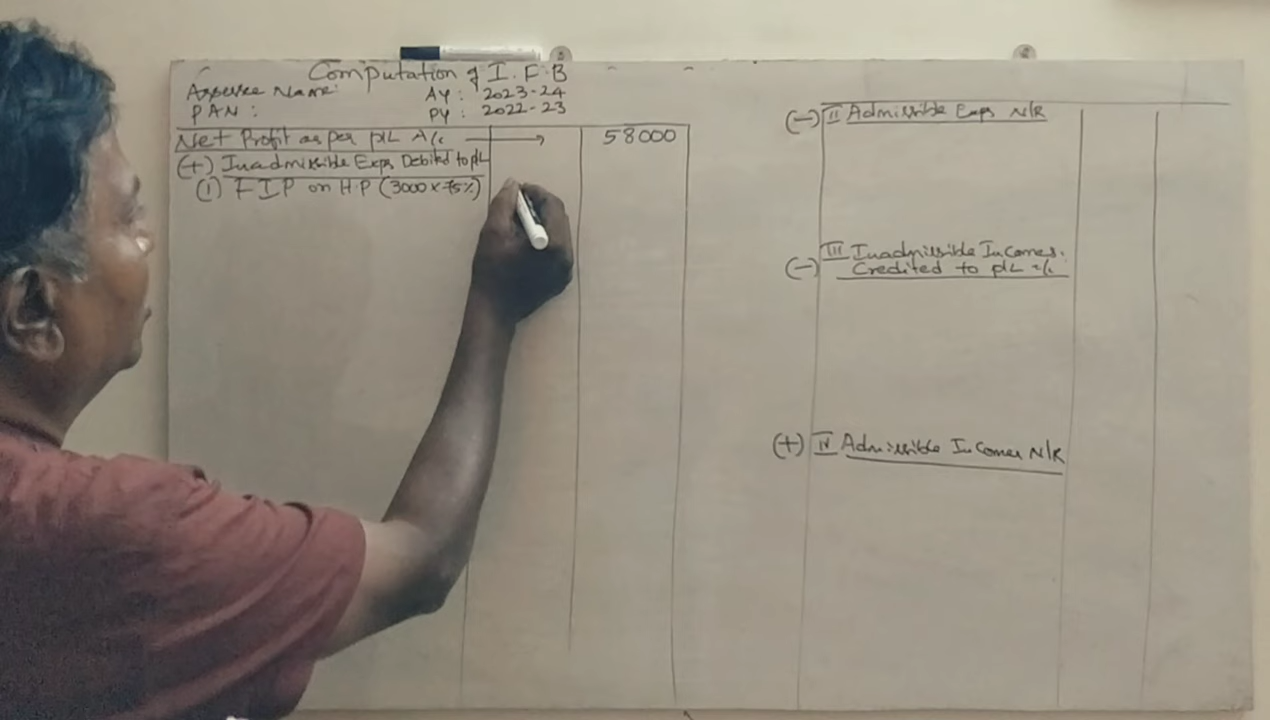 Computation of I.F.B
Assessee Name: AY: 2023-24
PAN: PY: 2022-23
Net Profit as per P/L A/c → 58000
(+) Inadmissible Exps Debited to P/L
(1) FIP on H.P (3000 x 75%)
(-) II Admissible Exps N/R
(-) III Inadmissible Incomes
Credited to P/L a/c
(+) IV Admissible Incomes N/R